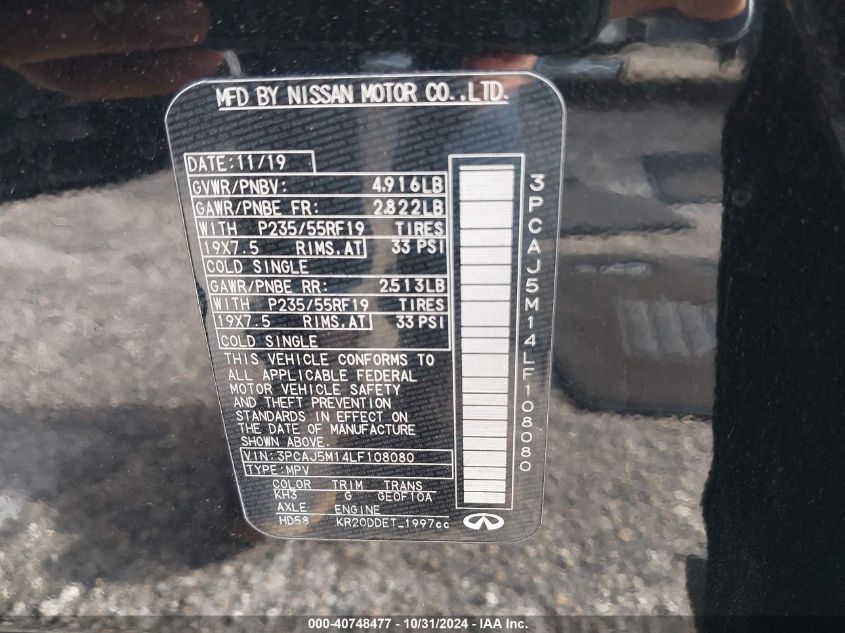 MFD BY NISSAN MOTOR CO.,LTD.
DATE:11/19
GVWR/PNBV: 4,916LB
GAWR/PNBE FR: 2,822LB
WITH P235/55RF19 TIRES
19X7.5 RIMS.AT 33 PSI
COLD SINGLE
GAWR/PNBE RR: 2,513LB
WITH P235/55RF19 TIRES
19X7.5 RIMS.AT 33 PSI
COLD SINGLE
THIS VEHICLE CONFORMS TO
ALL APPLICABLE FEDERAL
MOTOR VEHICLE SAFETY
AND THEFT PREVENTION
STANDARDS IN EFFECT ON
THE DATE OF MANUFACTURE
SHOWN ABOVE.
VIN:3PCAJ5M14LF108080
TYPE:MPV
COLOR TRIM TRANS
KH3 G GE0F10A
AXLE ENGINE
HD58 KR20DDET_1997cc
3PCAJ5M14LF108080
000-40748477 - 10/31/2024 - IAA Inc.